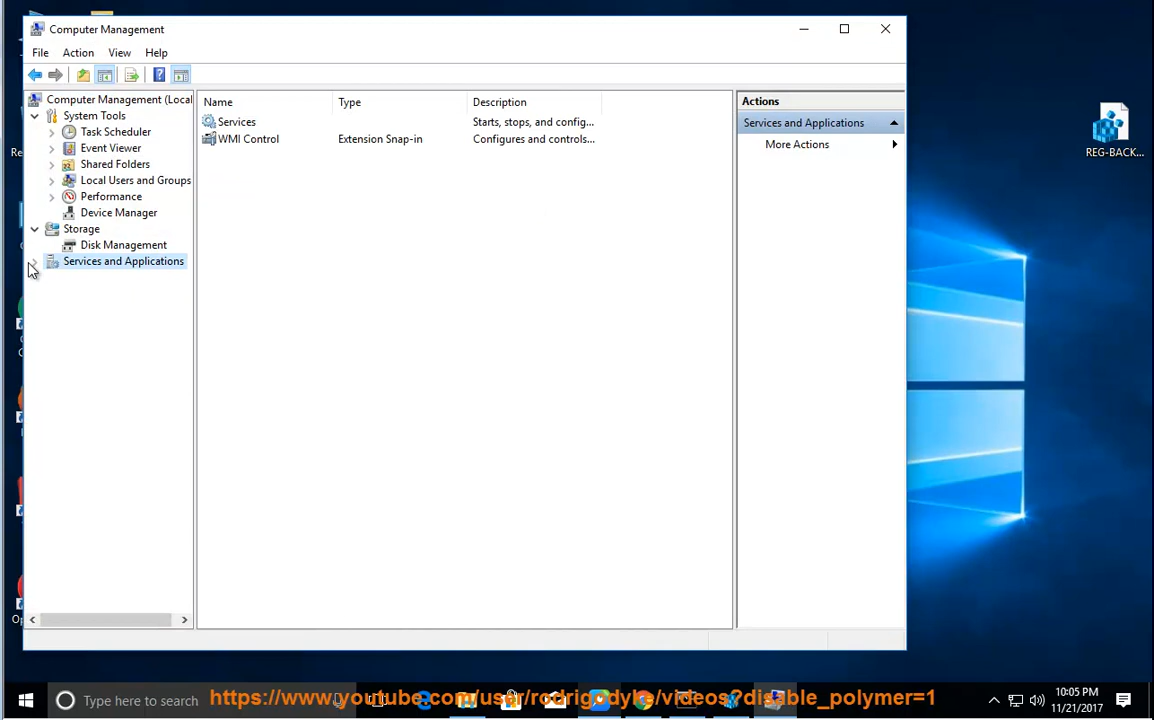 Computer Management
File Action View Help
Computer Management (Local
System Tools
Task Scheduler
Event Viewer
Shared Folders
Local Users and Groups
Performance
Device Manager
Storage
Disk Management
Services and Applications
Name Type Description
Services Starts, stops, and config...
WMI Control Extension Snap-in Configures and controls...
Actions
Services and Applications
More Actions
REG-BACK...
Re
Op
Type here to search
https://www.youtube.com/user/rodrigodyke/videos?disable_polymer=1
10:05 PM
11/21/2017